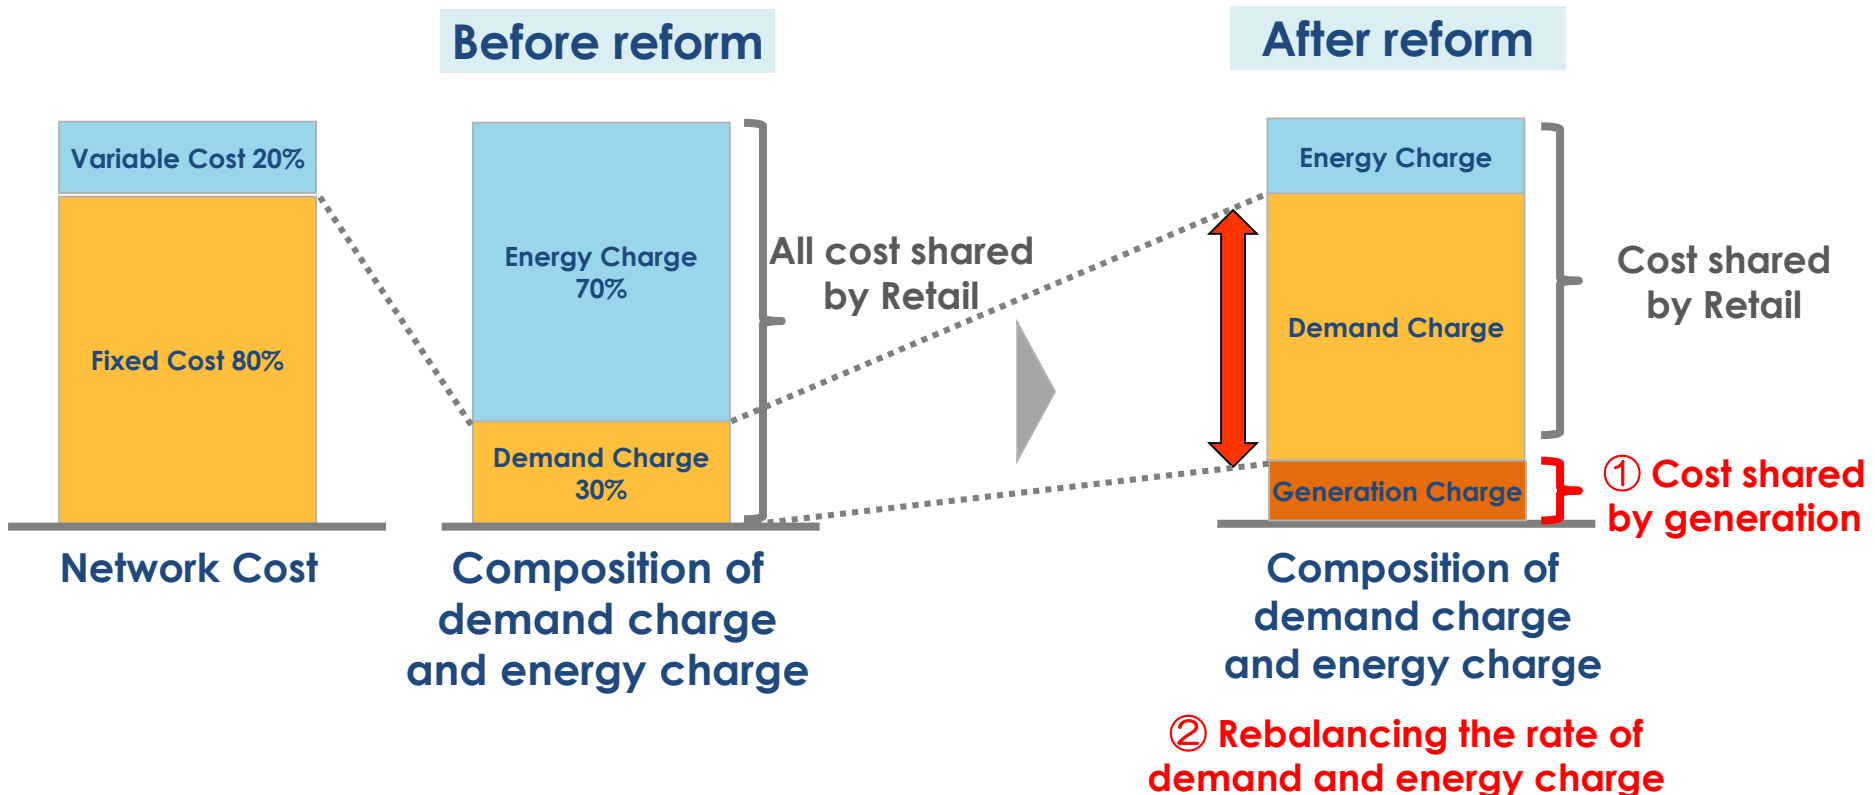 Before reform
After reform
Variable Cost 20%
Fixed Cost 80%
Network Cost
Energy Charge
70%
Demand Charge
30%
All cost shared
by Retail
Composition of
demand charge
and energy charge
Energy Charge
Demand Charge
Generation Charge
Cost shared
by Retail
① Cost shared
by generation
Composition of
demand charge
and energy charge
② Rebalancing the rate of
demand and energy charge